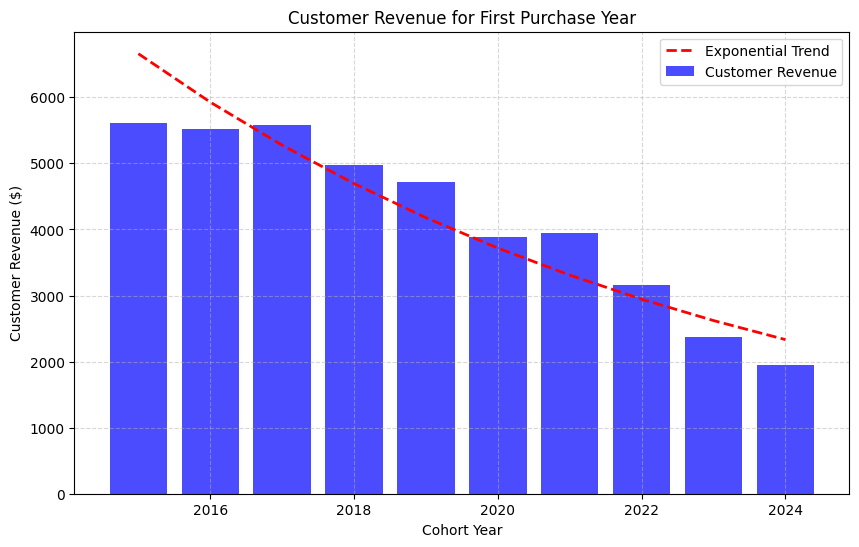 Customer Revenue for First Purchase Year
Exponential Trend
Customer Revenue
Customer Revenue ($)
6000
5000
4000
3000
2000
1000
0
2016
2018
2020
2022
2024
Cohort Year